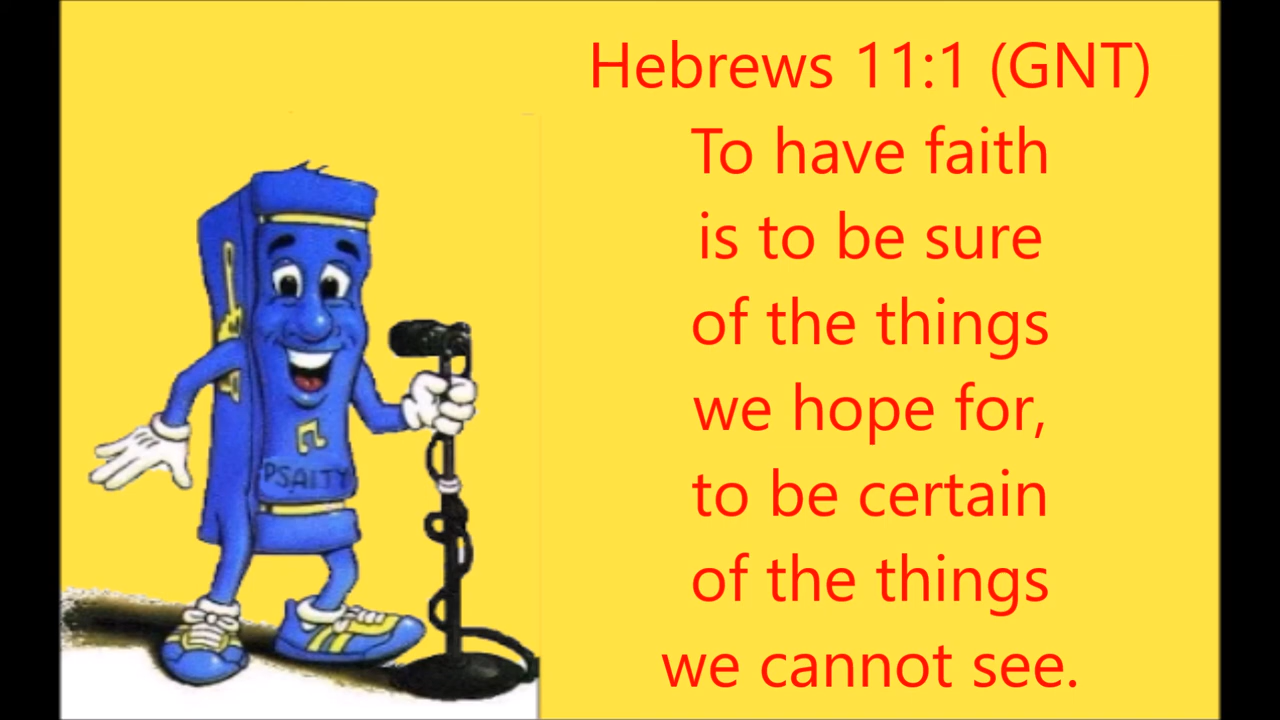 Hebrews 11:1 (GNT)
To have faith
is to be sure
of the things
we hope for,
to be certain
of the things
we cannot see.
PSALTY